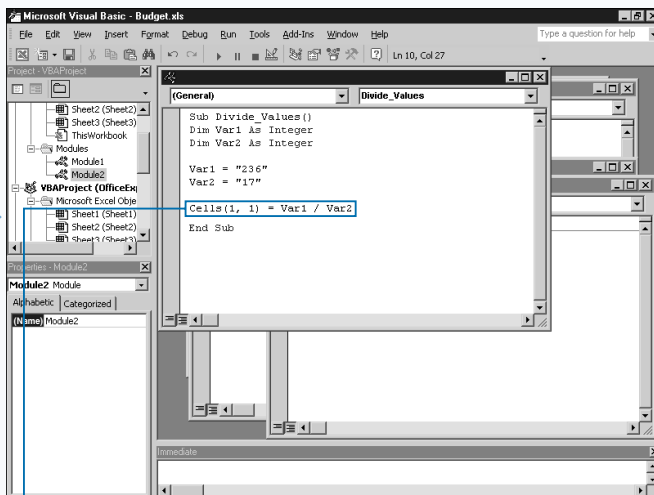 Microsoft Visual Basic - Budget.xls
File Edit View Insert Format Debug Run Tools Add-Ins Window Help
Type a question for help
Ln 10, Col 27
Project - VBAProject
Sheet2 (Sheet2)
Sheet3 (Sheet3)
ThisWorkbook
Modules
Module1
Module2
VBAProject (OfficeEx
Microsoft Excel Obje
Sheet1 (Sheet1)
Sheet2 (Sheet2)
Sheet3 (Sheet3)
Properties - Module2
Module2 Module
Alphabetic Categorized
(Name) Module2
(General) Divide_Values
Sub Divide_Values()
Dim Var1 As Integer
Dim Var2 As Integer
Var1 = "236"
Var2 = "17"
Cells(1, 1) = Var1 / Var2
End Sub
Immediate